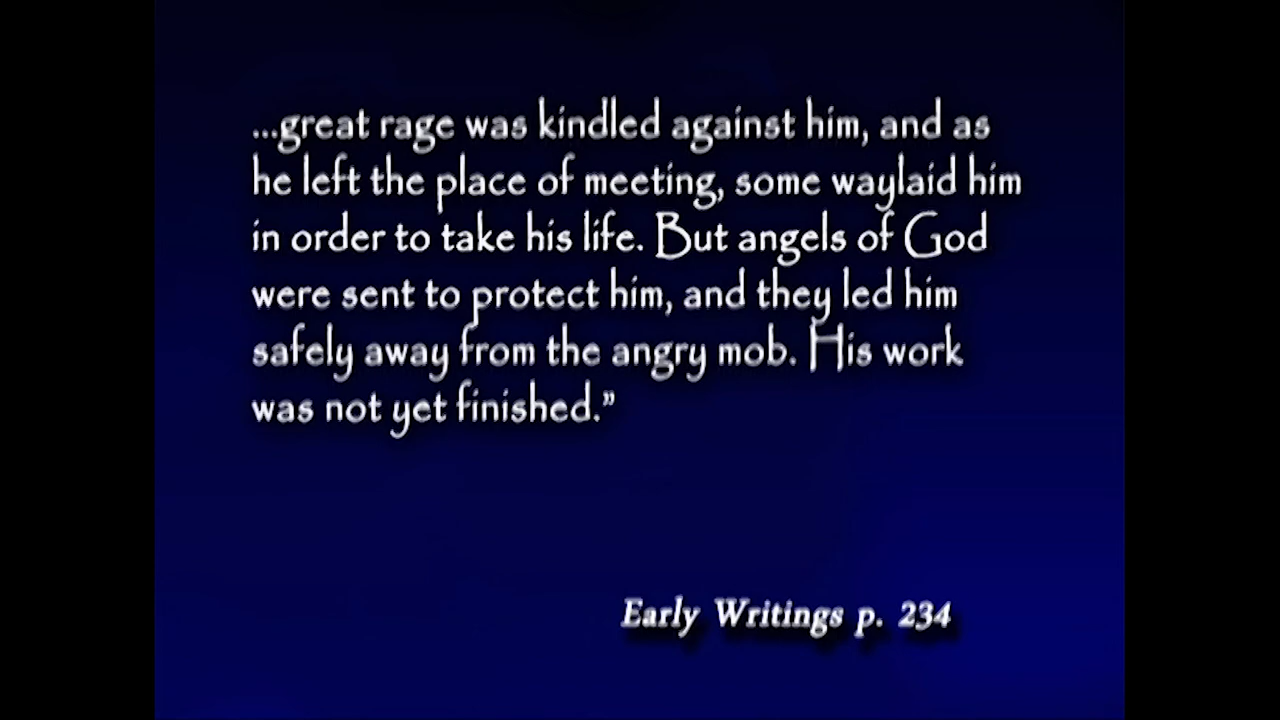 ...great rage was kindled against him, and as
he left the place of meeting, some waylaid him
in order to take his life. But angels of God
were sent to protect him, and they led him
safely away from the angry mob. His work
was not yet finished.”
Early Writings p. 234